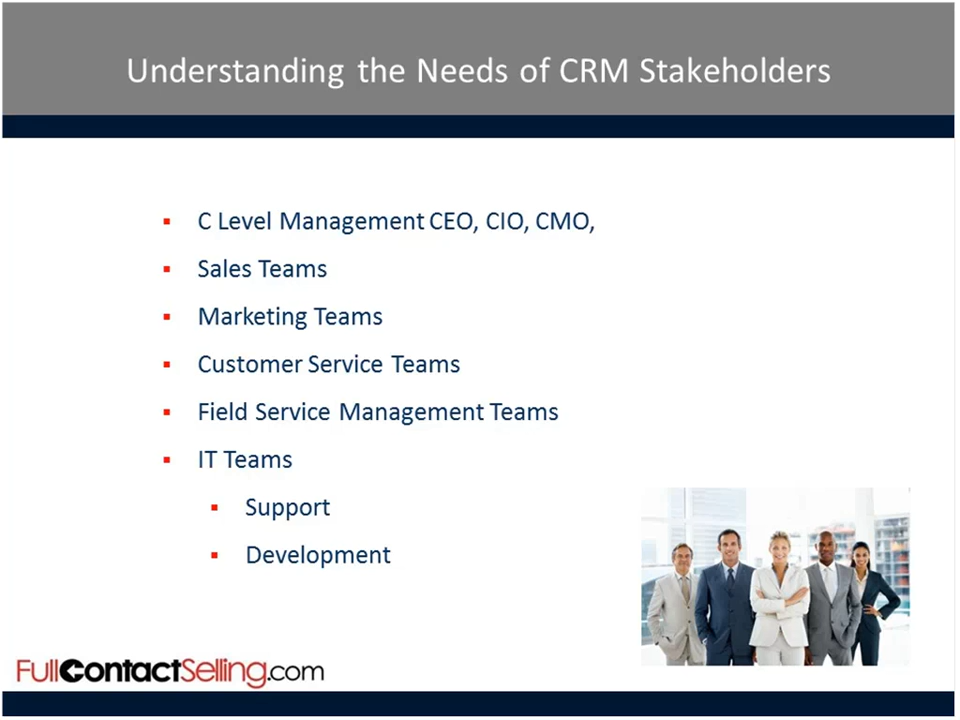 Understanding the Needs of CRM Stakeholders
C Level Management CEO, CIO, CMO,
Sales Teams
Marketing Teams
Customer Service Teams
Field Service Management Teams
IT Teams
Support
Development
FullContactSelling.com